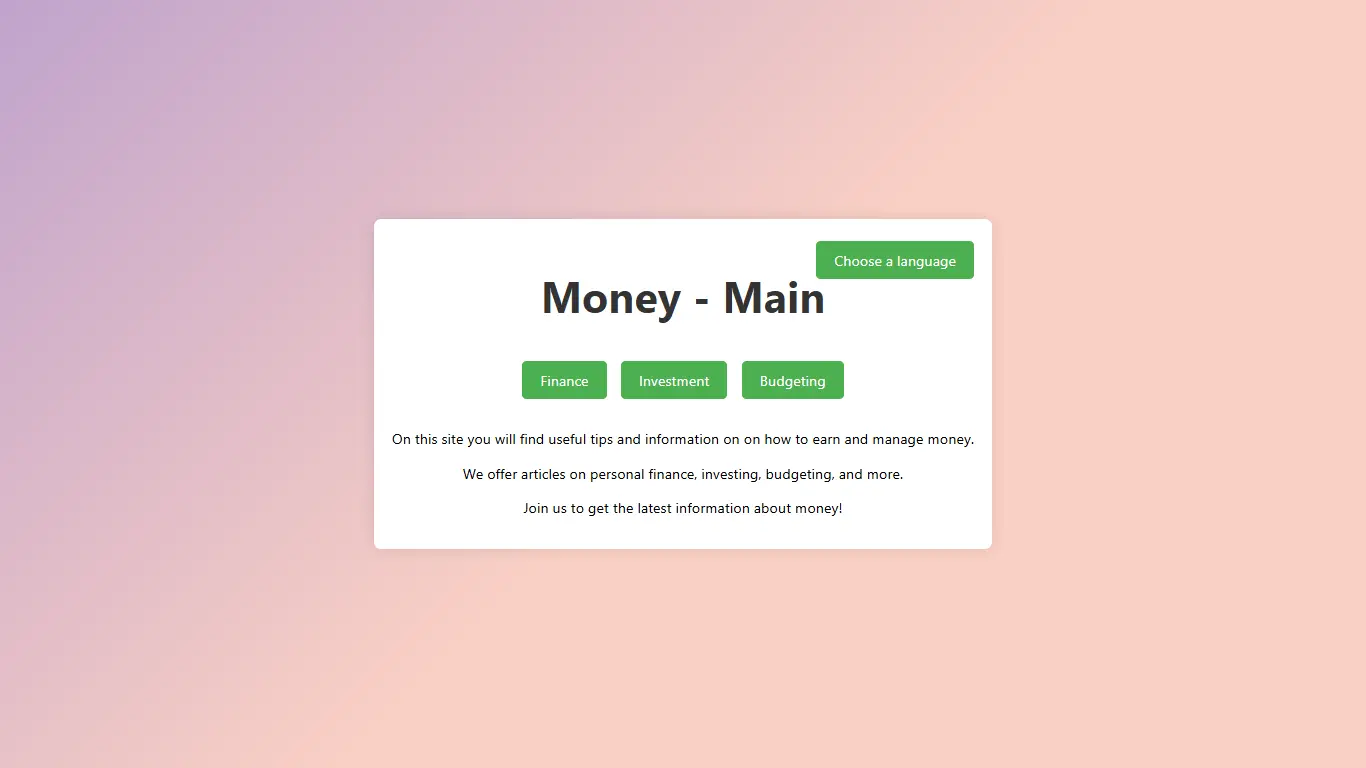 Choose a language
Money - Main
Finance Investment Budgeting
On this site you will find useful tips and information on on how to earn and manage money.
We offer articles on personal finance, investing, budgeting, and more.
Join us to get the latest information about money!